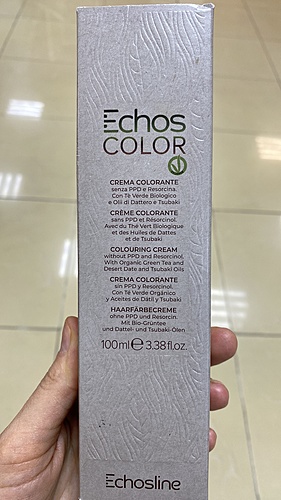 Echos
COLOR
CREMA COLORANTE
senza PPD e Resorcina.
Con Tè Verde Biologico
e Olii di Dattero e Tsubaki
CRÈME COLORANTE
sans PPD et Résorcinol.
Avec du Thé Vert Biologique
et des Huiles de Dattes
et de Tsubaki
COLOURING CREAM
without PPD and Resorcinol.
With Organic Green Tea and
Desert Date and Tsubaki Oils
CREMA COLORANTE
sin PPD y Resorcinol.
Con Té Verde Orgánico
y Aceites de Dátil y Tsubaki
HAARFÄRBECREME
ohne PPD und Resorcin.
Mit Bio-Grüntee
und Dattel- und Tsubaki-Ölen
100ml ℮ 3.38fl.oz.
Echosline